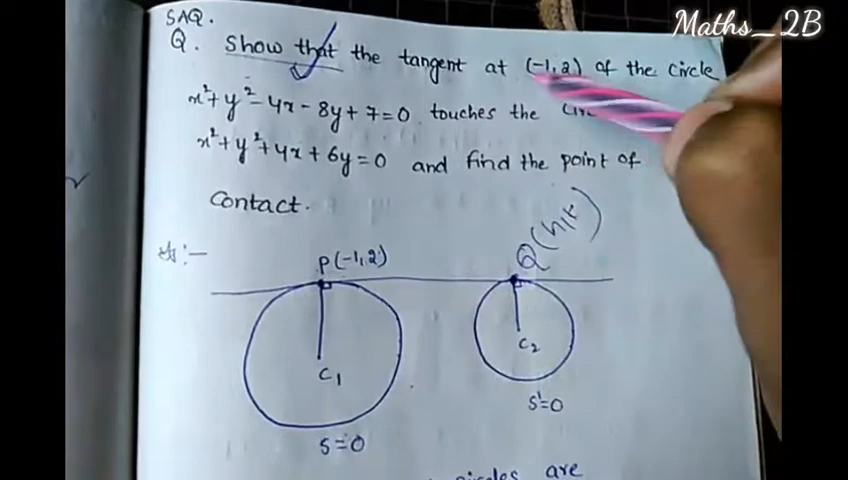 Maths_2B
SAQ.
Q. Show that the tangent at (-1,2) of the circle
x²+y²-4x-8y+7=0 touches the
x²+y²+4x+6y=0 and find the point of
Contact.
P(-1,2)
Q(h,k)
C₁
C₂
S=0
S'=0
circles are